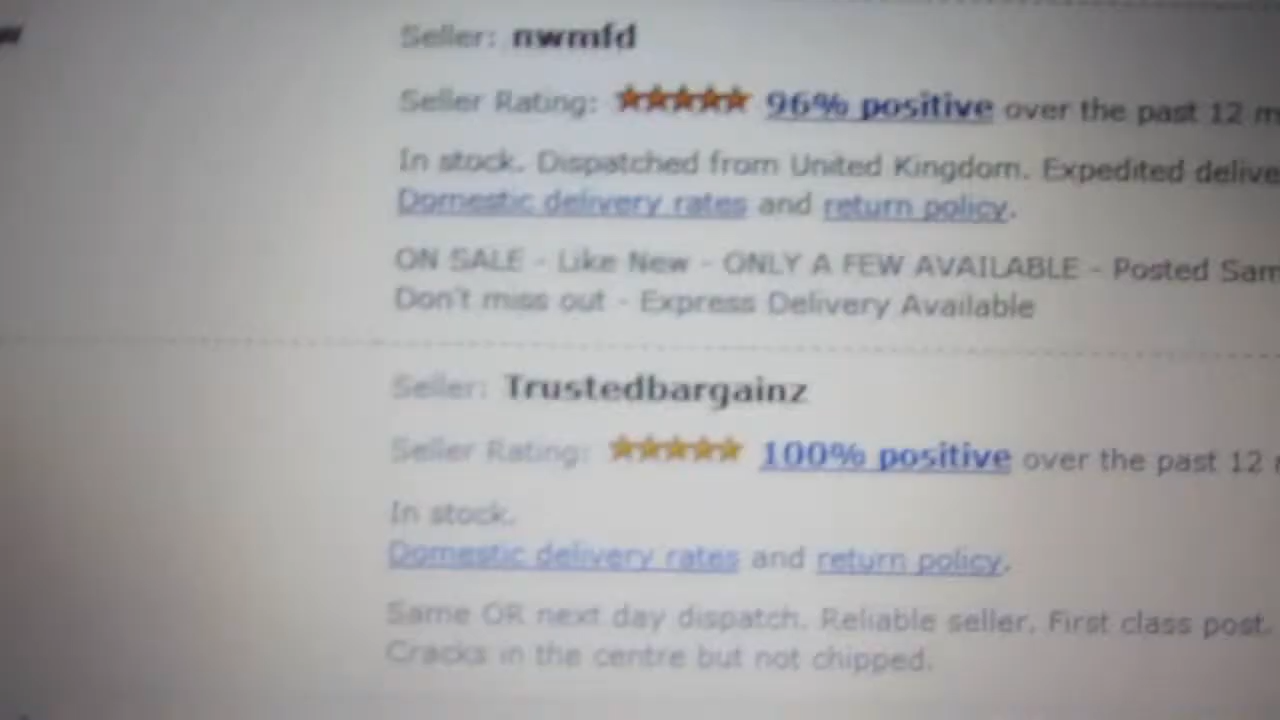 Seller: nwmfd
Seller Rating: 96% positive over the past 12
In stock. Dispatched from United Kingdom. Expedited
Domestic delivery rates and return policy.
ON SALE - Like New - ONLY A FEW AVAILABLE - Posted
Don't miss out - Express Delivery Available
Seller: Trustedbargainz
Seller Rating: 100% positive over the past 12
In stock.
Domestic delivery rates and return policy.
Same OR next day dispatch. Reliable seller. First class post.
Cracks in the centre but not chipped.